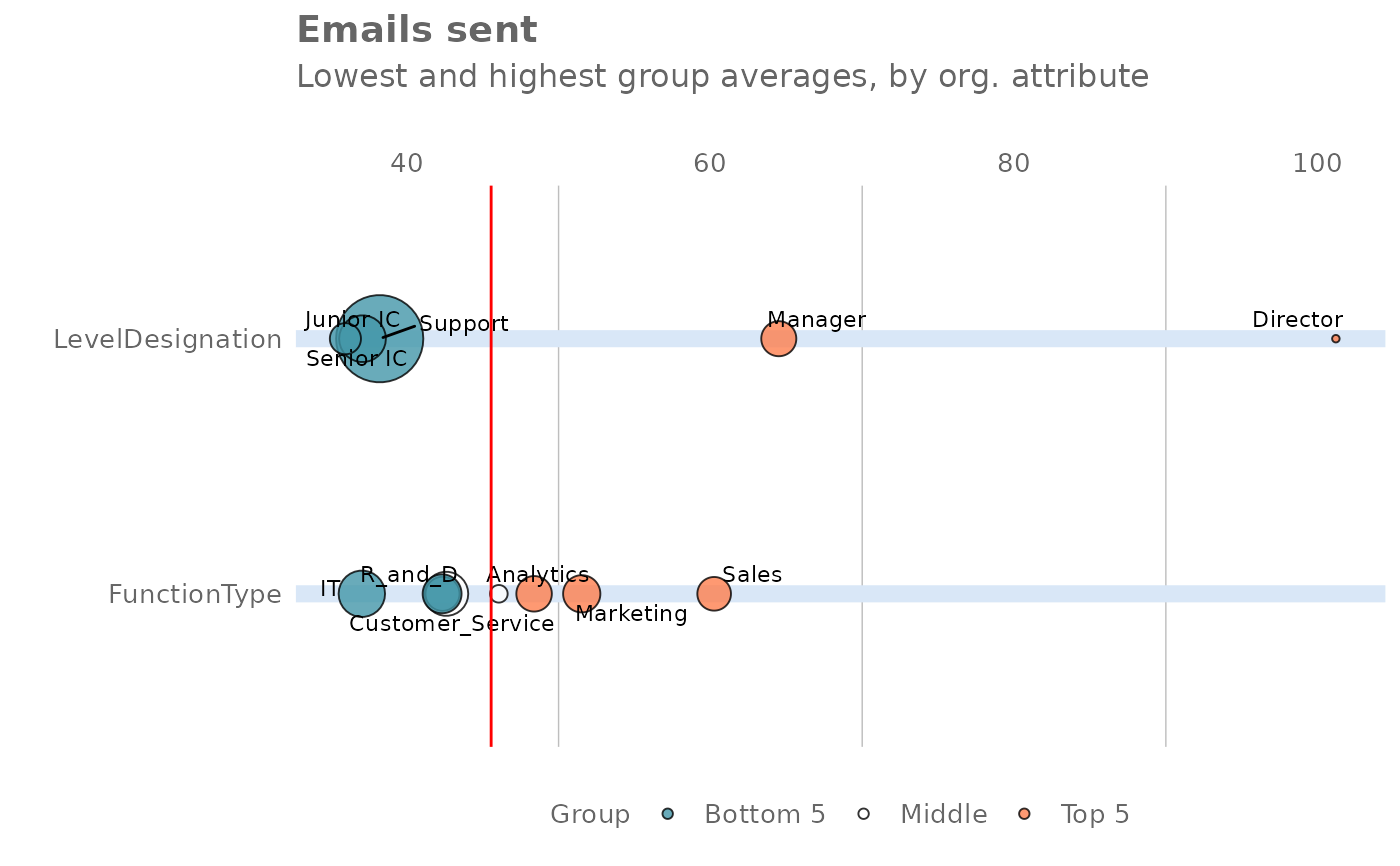 Emails sent
Lowest and highest group averages, by org. attribute
40 60 80 100
Junior IC
Support
Manager
Director
LevelDesignation
Senior IC
R_and_D
Analytics
Sales
IT
FunctionType
Marketing
Customer_Service
Group Bottom 5 Middle Top 5